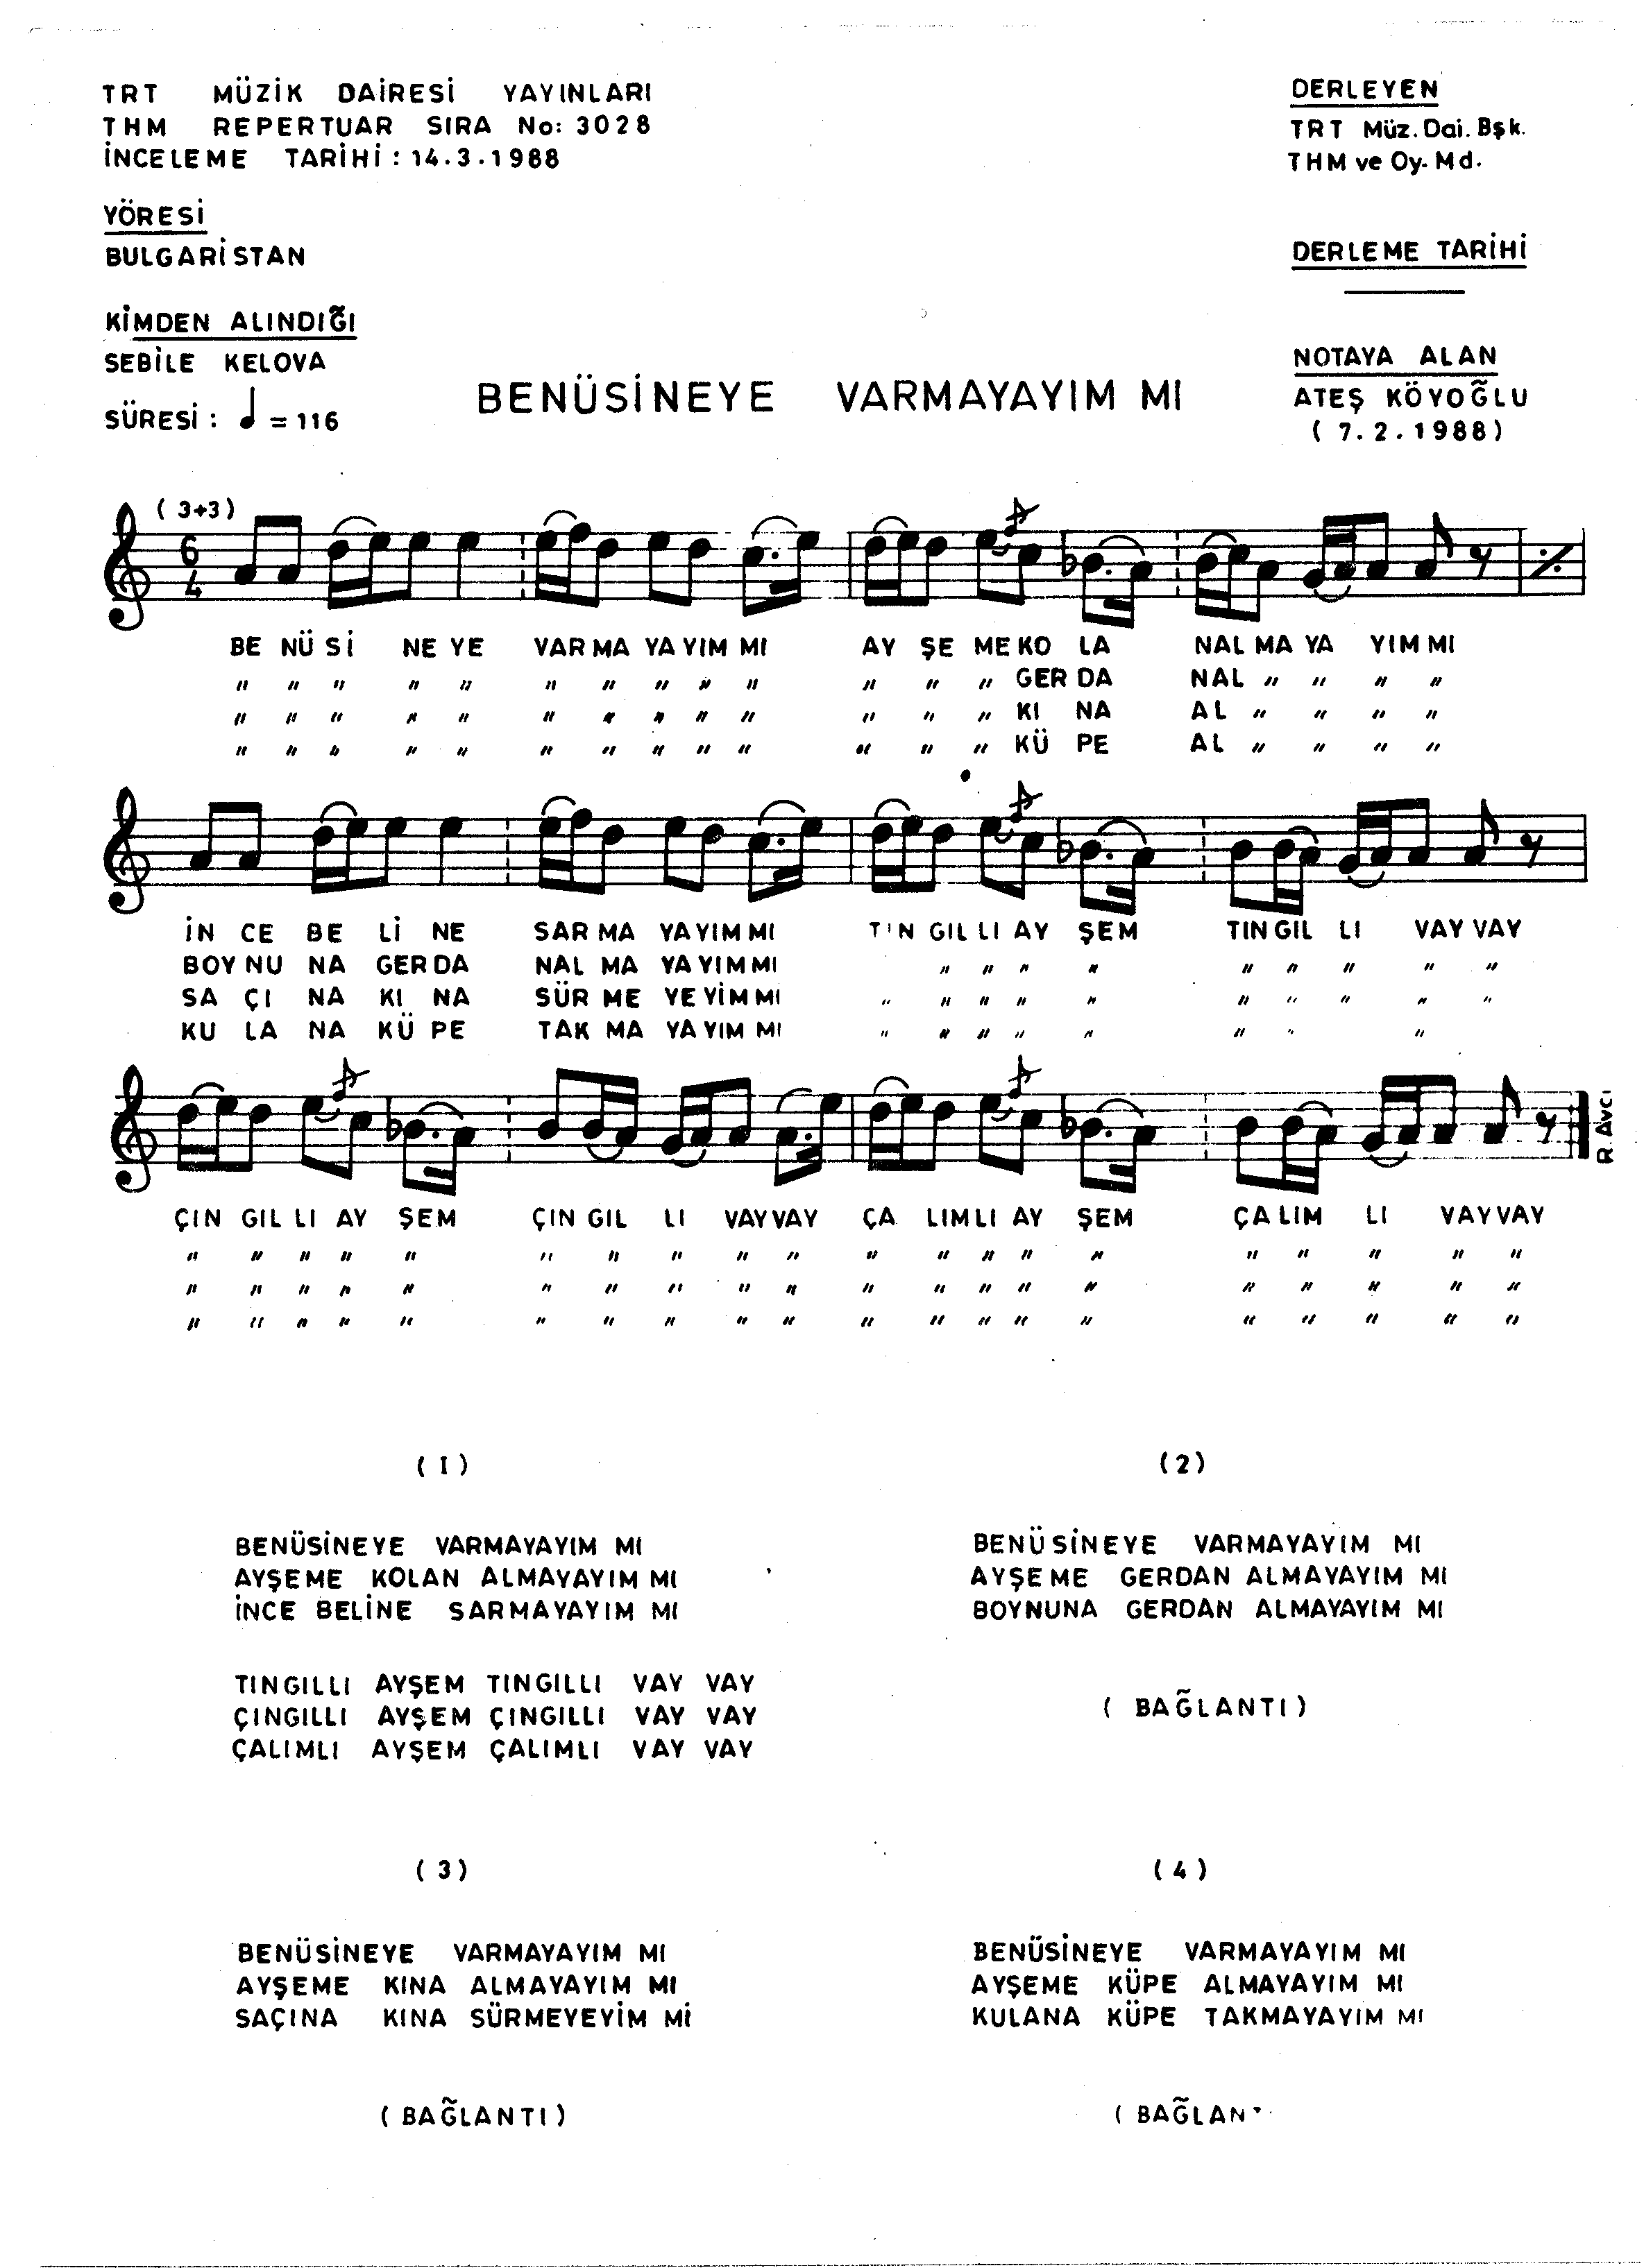 TRT MÜZİK DAİRESİ YAYINLARI
THM REPERTUAR SIRA No: 3028
İNCELEME TARİHİ : 14.3.1988
DERLEYEN
TRT Müz. Dai. Bşk.
THM ve Oy. Md.
YÖRESİ
BULGARİSTAN
DERLEME TARİHİ
KİMDEN ALINDIĞI
SEBİLE KELOVA
SÜRESİ : ♩ = 116
BENÜSİNEYE VARMAYAYIM MI
NOTAYA ALAN
ATEŞ KÖYOĞLU
( 7. 2. 1988 )
( 3+3 )
6
4
BE NÜ Sİ NE YE VAR MA YA YIM MI AY ŞE ME KO LA NAL MA YA YIM MI
" " " " " " " " " " " " " GER DA NAL " " " "
" " " " " " " " " " " " " KI NA AL " " " "
" " " " " " " " " " " " " KÜ PE AL " " " "
İN CE BE Lİ NE SAR MA YA YIM MI TIN GIL LI AY ŞEM TIN GIL LI VAY VAY
BOY NU NA GER DA NAL MA YA YIM MI " " " " " " " " "
SA ÇI NA KI NA SÜR ME YE YİM MI " " " " " " " " " "
KU LA NA KÜ PE TAK MA YA YIM MI " " " " " " " "
ÇIN GIL LI AY ŞEM ÇIN GIL LI VAY VAY ÇA LIM LI AY ŞEM ÇA LIM LI VAY VAY
" " " " " " " " " " " " " " " " " " " "
" " " " " " " " " " " " " " " " " " " "
" " " " " " " " " " " " " " " " " " " "
R. Avcı
( I )
BENÜSİNEYE VARMAYAYIM MI
AYŞEME KOLAN ALMAYAYIM MI
İNCE BELİNE SARMAYAYIM MI
TINGILLI AYŞEM TINGILLI VAY VAY
ÇINGILLI AYŞEM ÇINGILLI VAY VAY
ÇALIMLI AYŞEM ÇALIMLI VAY VAY
( 2 )
BENÜSİNEYE VARMAYAYIM MI
AYŞEME GERDAN ALMAYAYIM MI
BOYNUNA GERDAN ALMAYAYIM MI
( BAĞLANTI )
( 3 )
BENÜSİNEYE VARMAYAYIM MI
AYŞEME KINA ALMAYAYIM MI
SAÇINA KINA SÜRMEYEYİM Mİ
( BAĞLANTI )
( 4 )
BENÜSİNEYE VARMAYAYIM MI
AYŞEME KÜPE ALMAYAYIM MI
KULANA KÜPE TAKMAYAYIM MI
( BAĞLAN